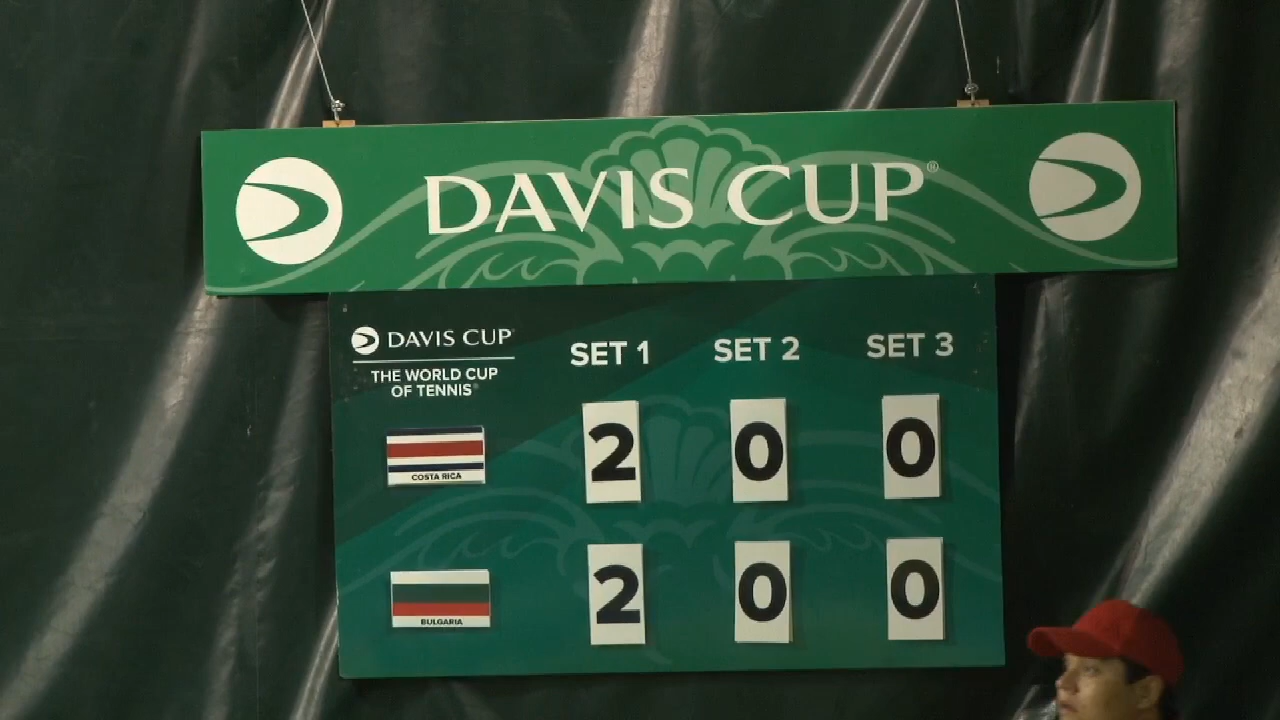 DAVIS CUP®
DAVIS CUP
THE WORLD CUP
OF TENNIS®
SET 1 SET 2 SET 3
COSTA RICA
2 0 0
BULGARIA
2 0 0